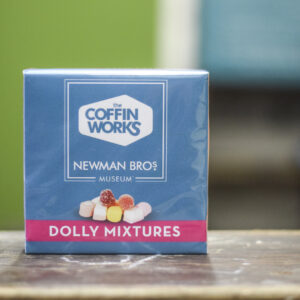 the
COFFIN
WORKS
NEWMAN BROS
MUSEUM
DOLLY MIXTURES